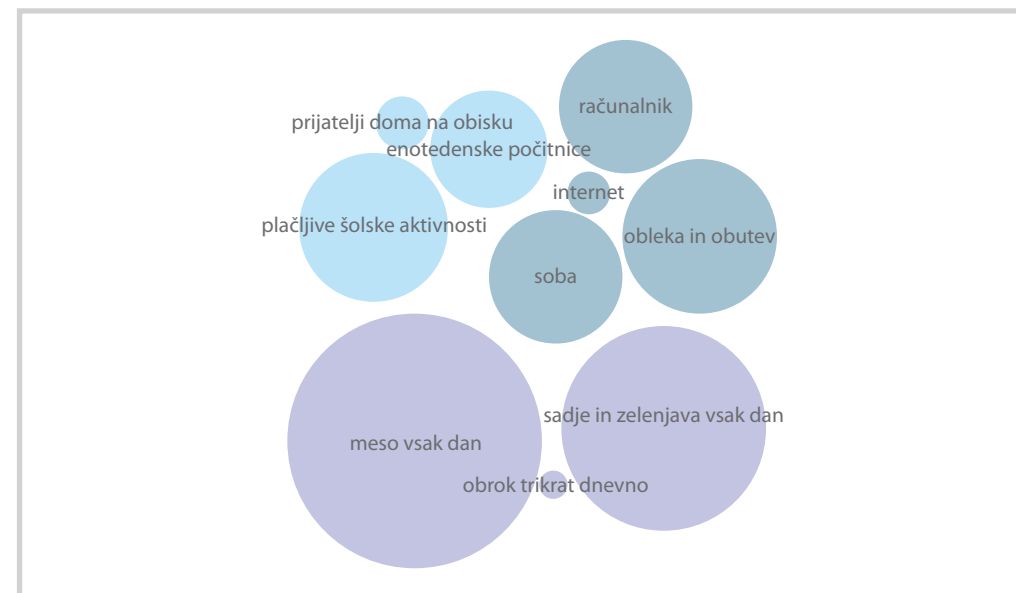 računalnik
prijatelji doma na obisku
enotedenske počitnice
internet
plačljive šolske aktivnosti
obleka in obutev
soba
sadje in zelenjava vsak dan
meso vsak dan
obrok trikrat dnevno